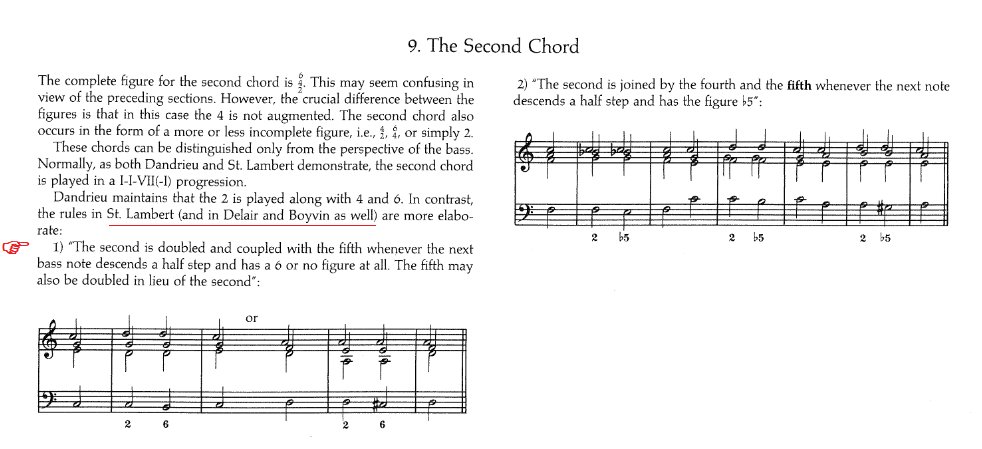 9. The Second Chord
The complete figure for the second chord is 6/4/2. This may seem confusing in
view of the preceding sections. However, the crucial difference between the
figures is that in this case the 4 is not augmented. The second chord also
occurs in the form of a more or less incomplete figure, i.e., 4/2, 6/4, or simply 2.
These chords can be distinguished only from the perspective of the bass.
Normally, as both Dandrieu and St. Lambert demonstrate, the second chord
is played in a I-I-VII(-I) progression.
Dandrieu maintains that the 2 is played along with 4 and 6. In contrast,
the rules in St. Lambert (and in Delair and Boyvin as well) are more elabo-
rate:
1) "The second is doubled and coupled with the fifth whenever the next
bass note descends a half step and has a 6 or no figure at all. The fifth may
also be doubled in lieu of the second":
or
2 6 2 6
2) "The second is joined by the fourth and the fifth whenever the next note
descends a half step and has the figure ♭5":
2 ♭5 2 ♭5 2 ♭5